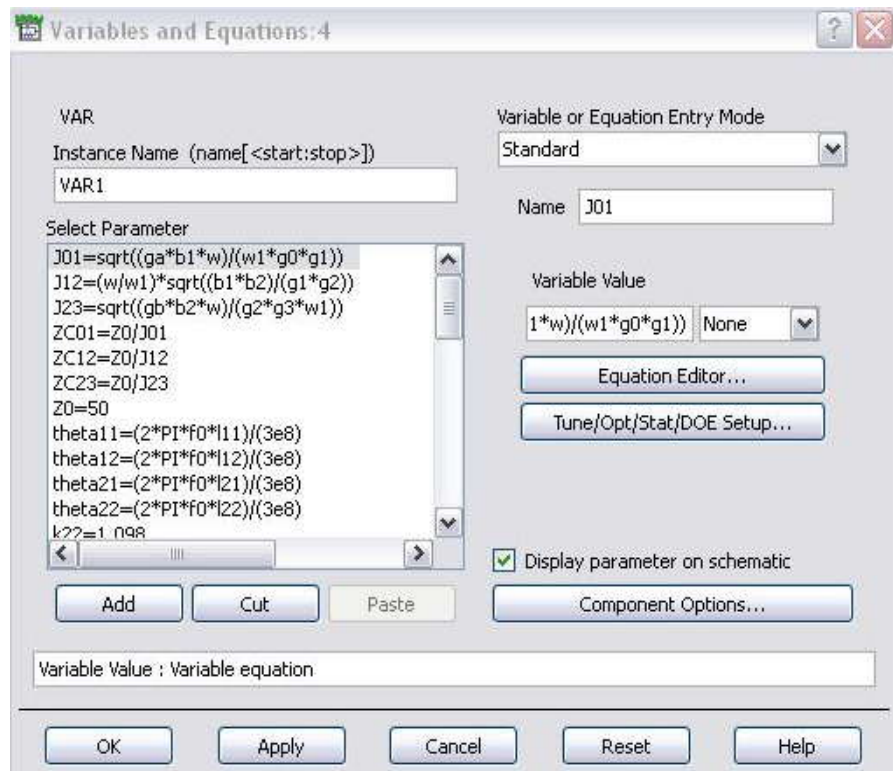 Variables and Equations:4
VAR
Instance Name (name[<start:stop>])
VAR1
Select Parameter
J01=sqrt((ga*b1*w)/(w1*g0*g1))
J12=(w/w1)*sqrt((b1*b2)/(g1*g2))
J23=sqrt((gb*b2*w)/(g2*g3*w1))
ZC01=Z0/J01
ZC12=Z0/J12
ZC23=Z0/J23
Z0=50
theta11=(2*PI*f0*l11)/(3e8)
theta12=(2*PI*f0*l12)/(3e8)
theta21=(2*PI*f0*l21)/(3e8)
theta22=(2*PI*f0*l22)/(3e8)
k22=1.098
Add
Cut
Paste
Variable or Equation Entry Mode
Standard
Name J01
Variable Value
1*w)/(w1*g0*g1)) None
Equation Editor...
Tune/Opt/Stat/DOE Setup...
Display parameter on schematic
Component Options...
Variable Value : Variable equation
OK
Apply
Cancel
Reset
Help